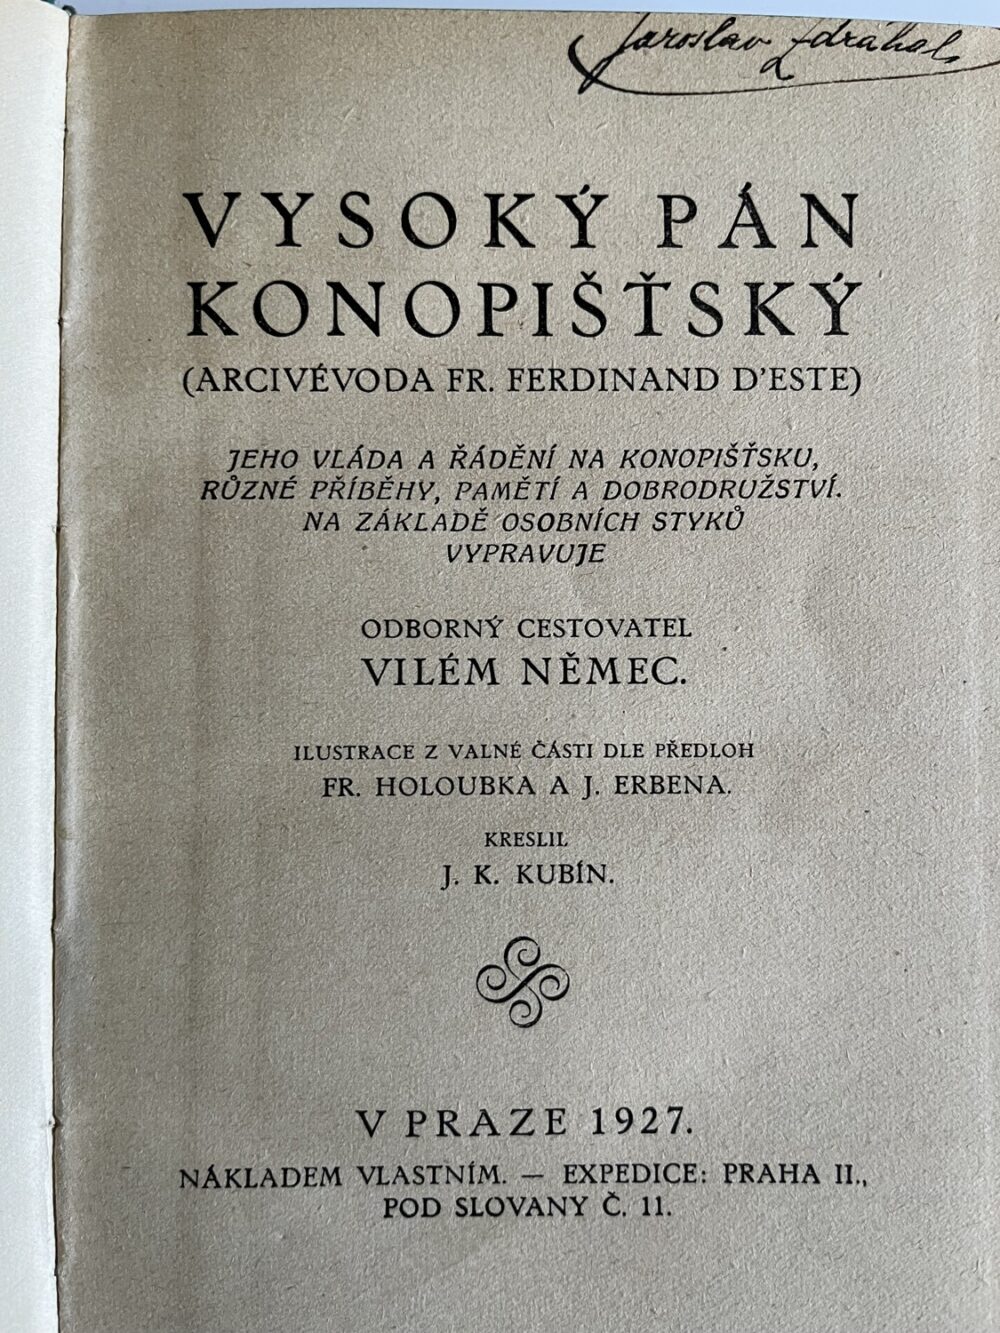 Jaroslav Zdráhal
VYSOKÝ PÁN
KONOPIŠŤSKÝ
(ARCIVÉVODA FR. FERDINAND D'ESTE)
JEHO VLÁDA A ŘÁDĚNÍ NA KONOPIŠŤSKU,
RŮZNÉ PŘÍBĚHY, PAMĚTÍ A DOBRODRUŽSTVÍ.
NA ZÁKLADĚ OSOBNÍCH STYKŮ
VYPRAVUJE
ODBORNÝ CESTOVATEL
VILÉM NĚMEC.
ILUSTRACE Z VALNÉ ČÁSTI DLE PŘEDLOH
FR. HOLOUBKA A J. ERBENA.
KRESLIL
J. K. KUBÍN.
V PRAZE 1927.
NÁKLADEM VLASTNÍM. — EXPEDICE: PRAHA II.,
POD SLOVANY Č. 11.